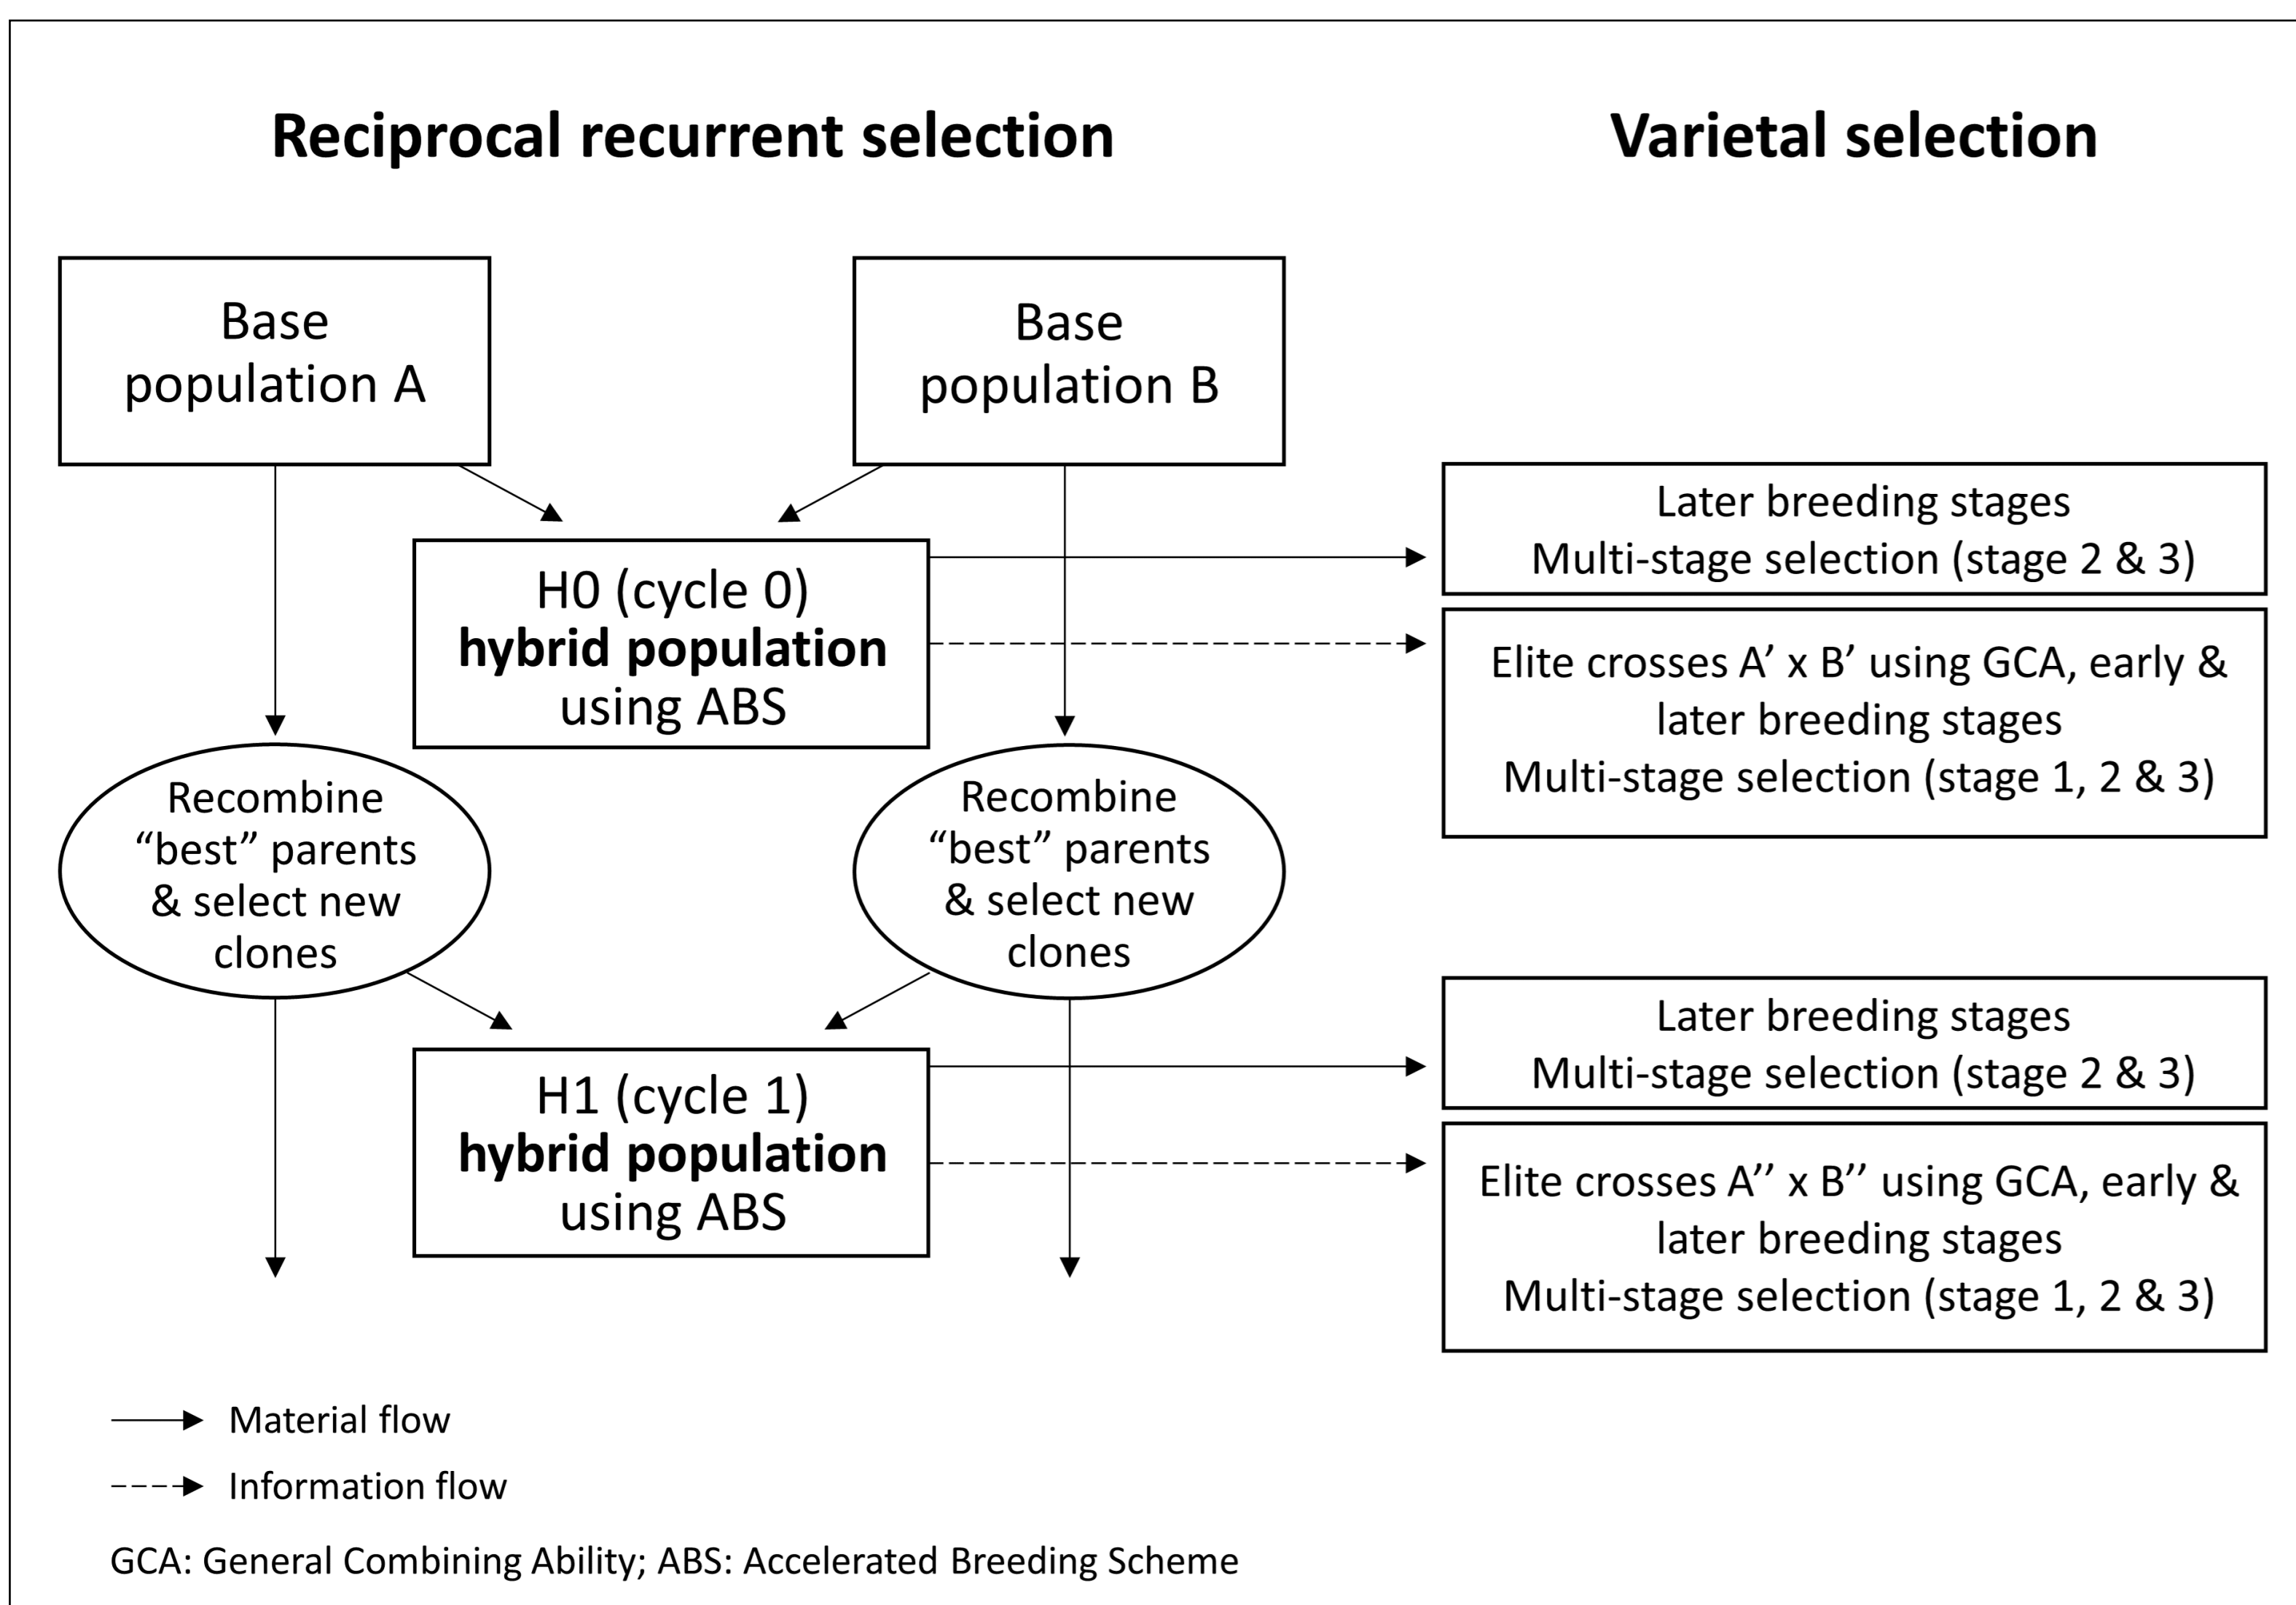 Reciprocal recurrent selection
Varietal selection
Base
population A
Base
population B
H0 (cycle 0)
hybrid population
using ABS
Later breeding stages
Multi-stage selection (stage 2 & 3)
Elite crosses A’ x B’ using GCA, early &
later breeding stages
Multi-stage selection (stage 1, 2 & 3)
Recombine
“best” parents
& select new
clones
Recombine
“best” parents
& select new
clones
H1 (cycle 1)
hybrid population
using ABS
Later breeding stages
Multi-stage selection (stage 2 & 3)
Elite crosses A’’ x B’’ using GCA, early &
later breeding stages
Multi-stage selection (stage 1, 2 & 3)
Material flow
Information flow
GCA: General Combining Ability; ABS: Accelerated Breeding Scheme